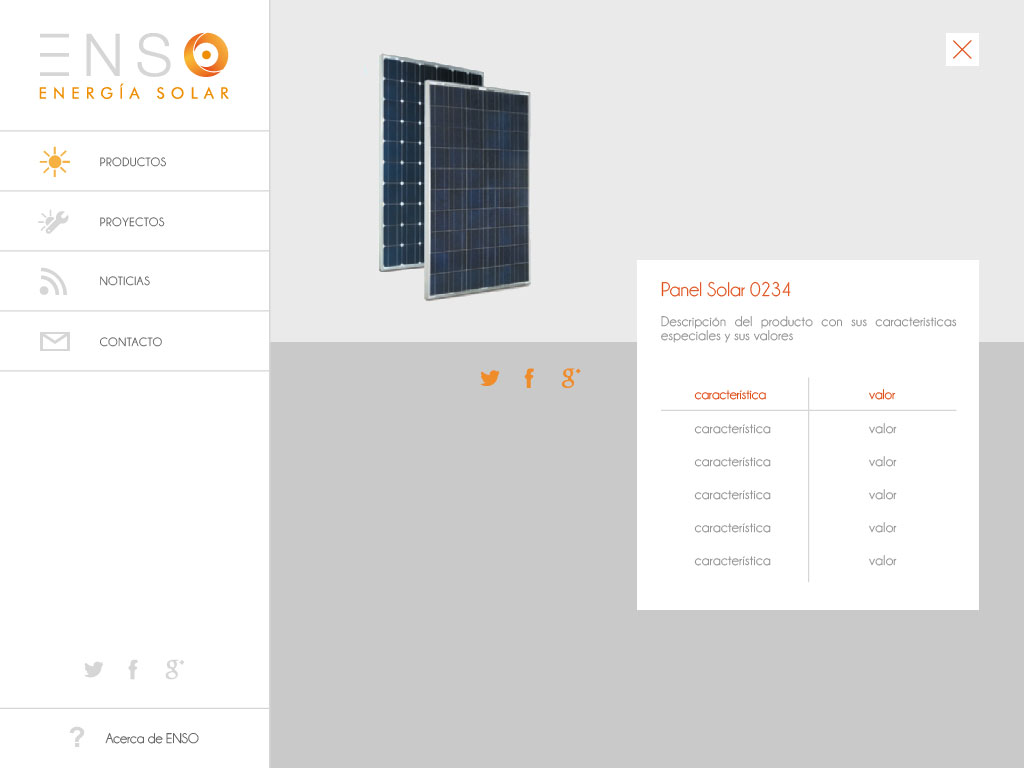 ENSO
ENERGÍA SOLAR
PRODUCTOS
PROYECTOS
NOTICIAS
CONTACTO
Acerca de ENSO
Panel Solar 0234
Descripción del producto con sus caracteristicas
especiales y sus valores
característica valor
característica valor
característica valor
característica valor
característica valor
característica valor